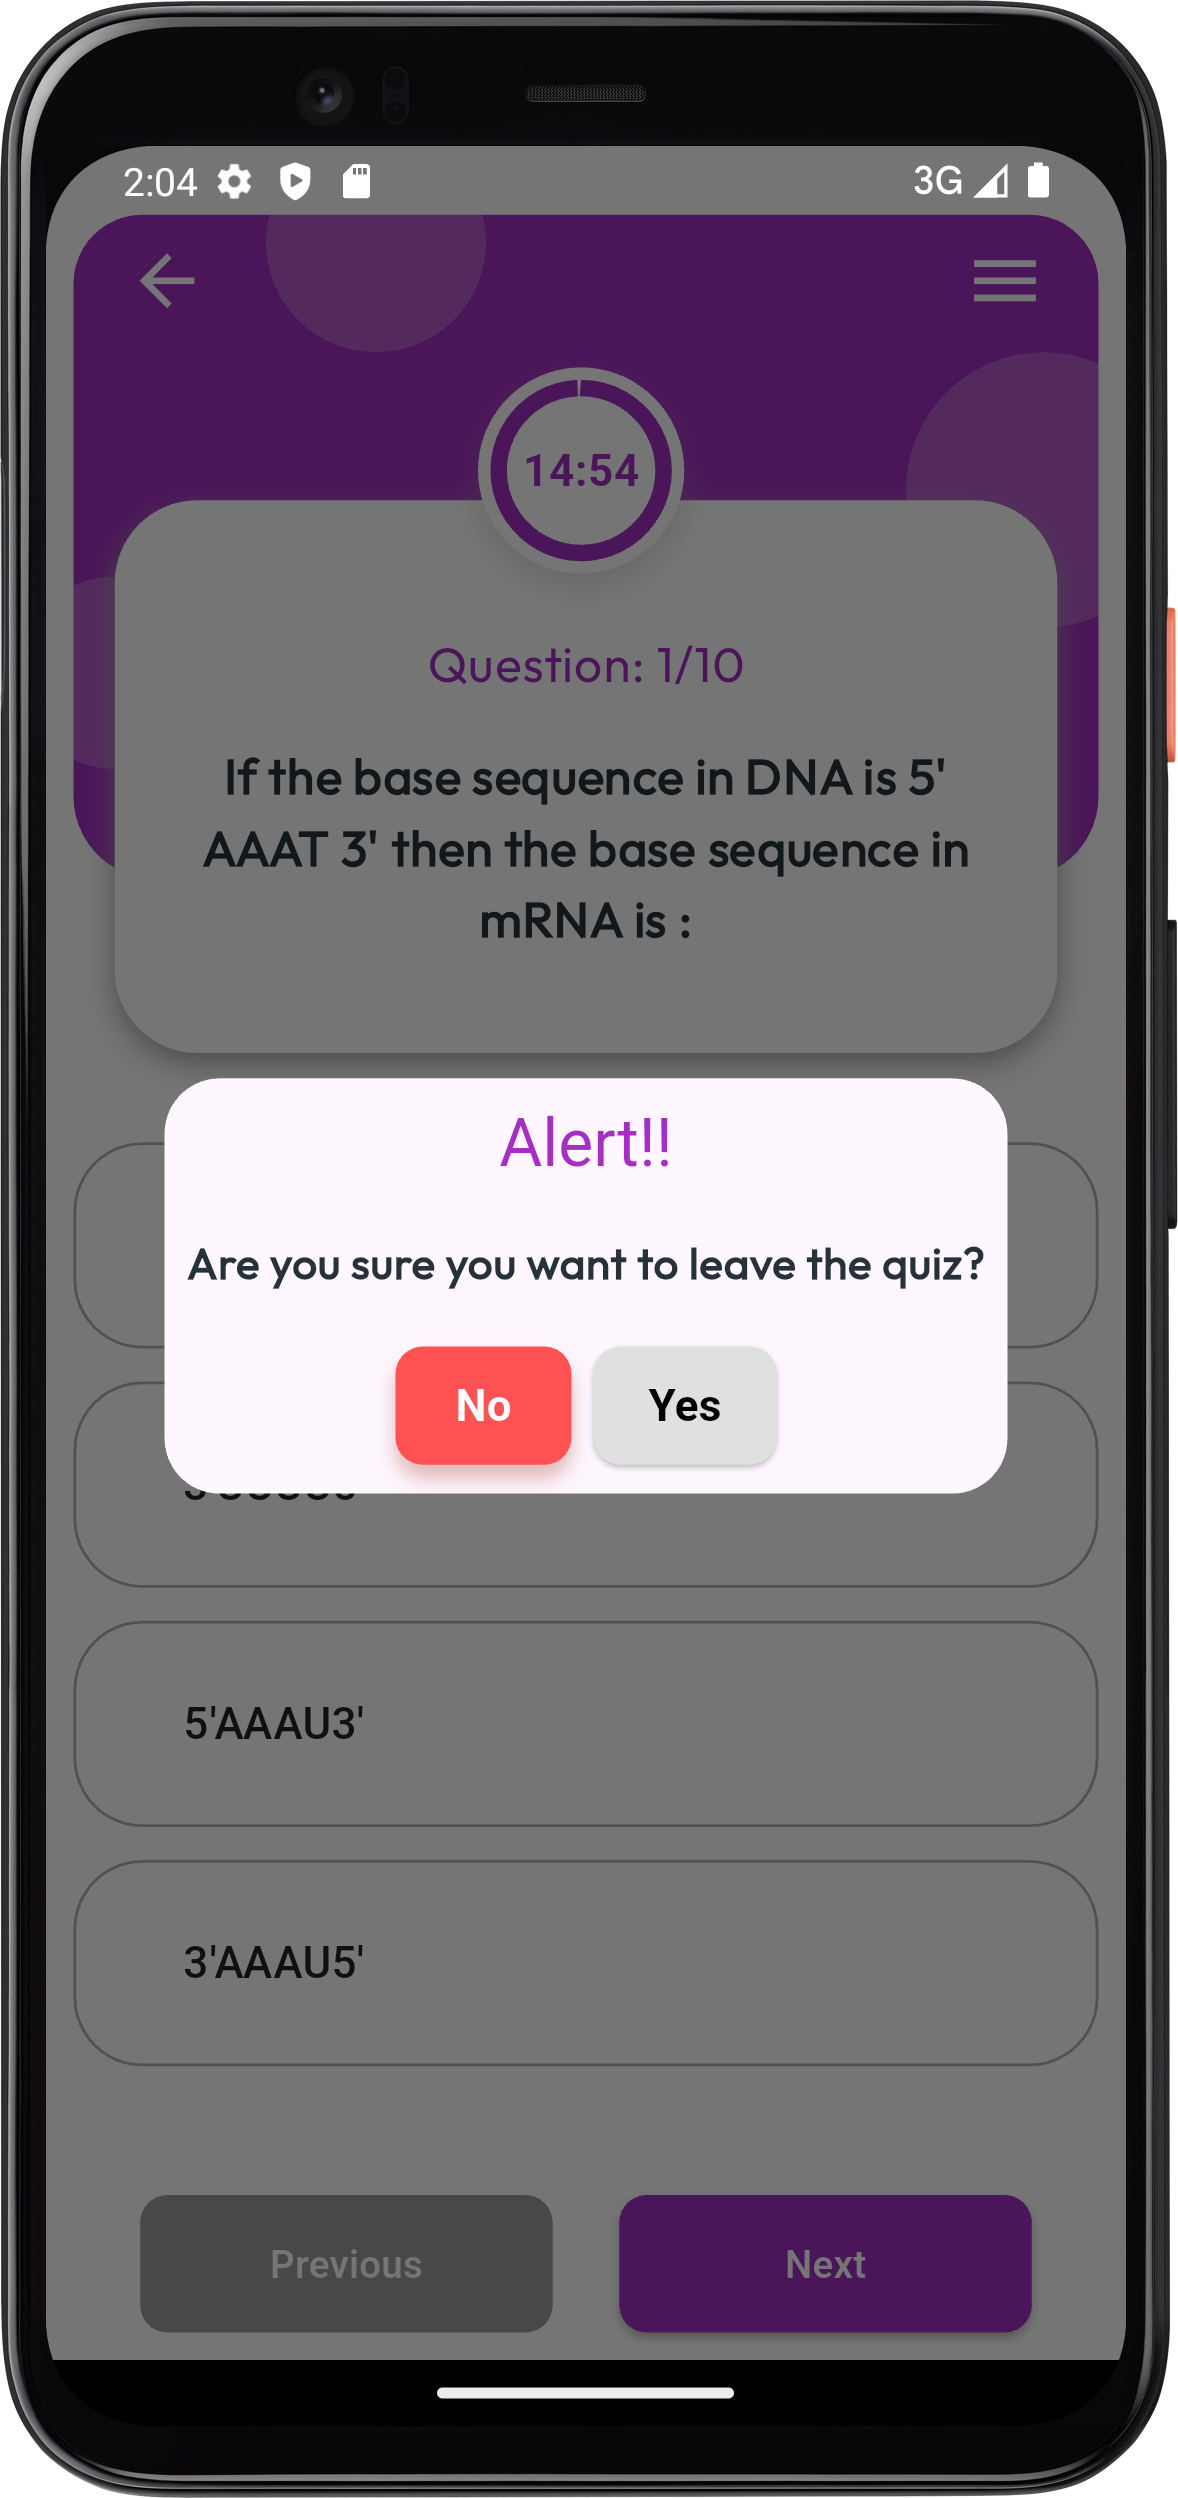 2:04
3G
14:54
Question: 1/10
If the base sequence in DNA is 5'
AAAT 3' then the base sequence in
mRNA is :
Alert!!
Are you sure you want to leave the quiz?
No
Yes
5'AAAU3'
3'AAAU5'
Previous
Next